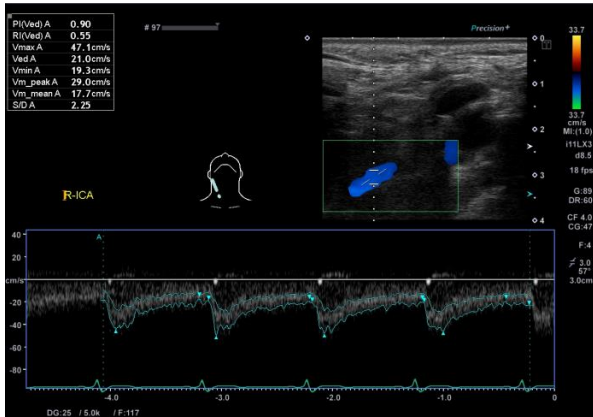 PI(Ved) A 0.90
RI(Ved) A 0.55
Vmax A 47.1cm/s
Ved A 21.0cm/s
Vmin A 19.3cm/s
Vm_peak A 29.0cm/s
Vm_mean A 17.7cm/s
S/D A 2.25
# 97
Precision+
33.7
33.7
cm/s
MI:(1.0)
i11LX3
d8.5
18 fps
G:89
DR:60
CF 4.0
CG:47
F:4
3.0
57°
3.0cm
0
1
2
3
4
R-ICA
A
40
20
cm/s
-20
-40
-60
-80
-4.0
-3.0
-2.0
-1.0
0
DG:25 / 5.0k / F:117